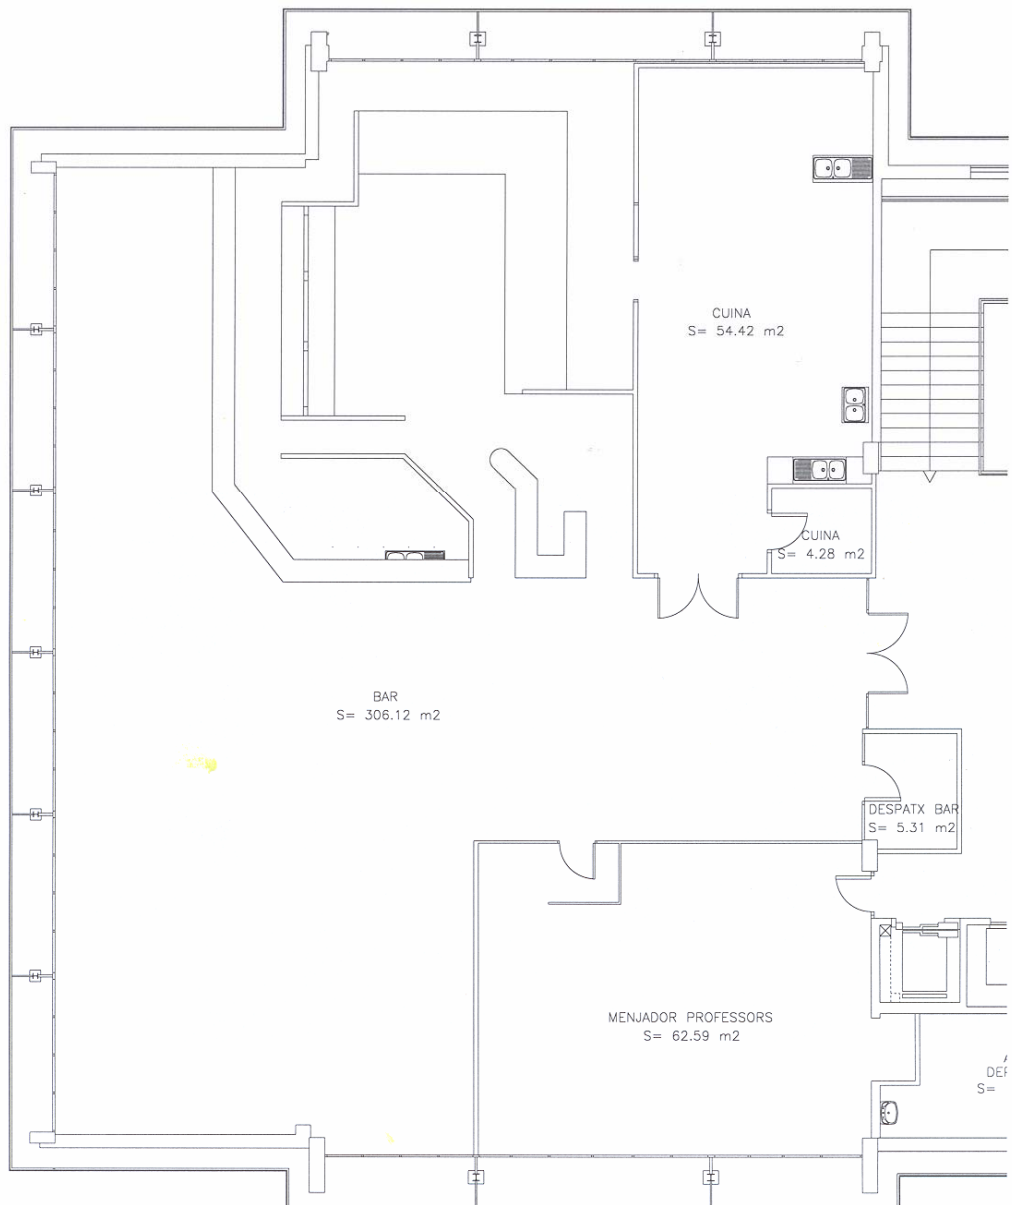 CUINA
S= 54.42 m2
CUINA
S= 4.28 m2
BAR
S= 306.12 m2
DESPATX BAR
S= 5.31 m2
MENJADOR PROFESSORS
S= 62.59 m2
S=